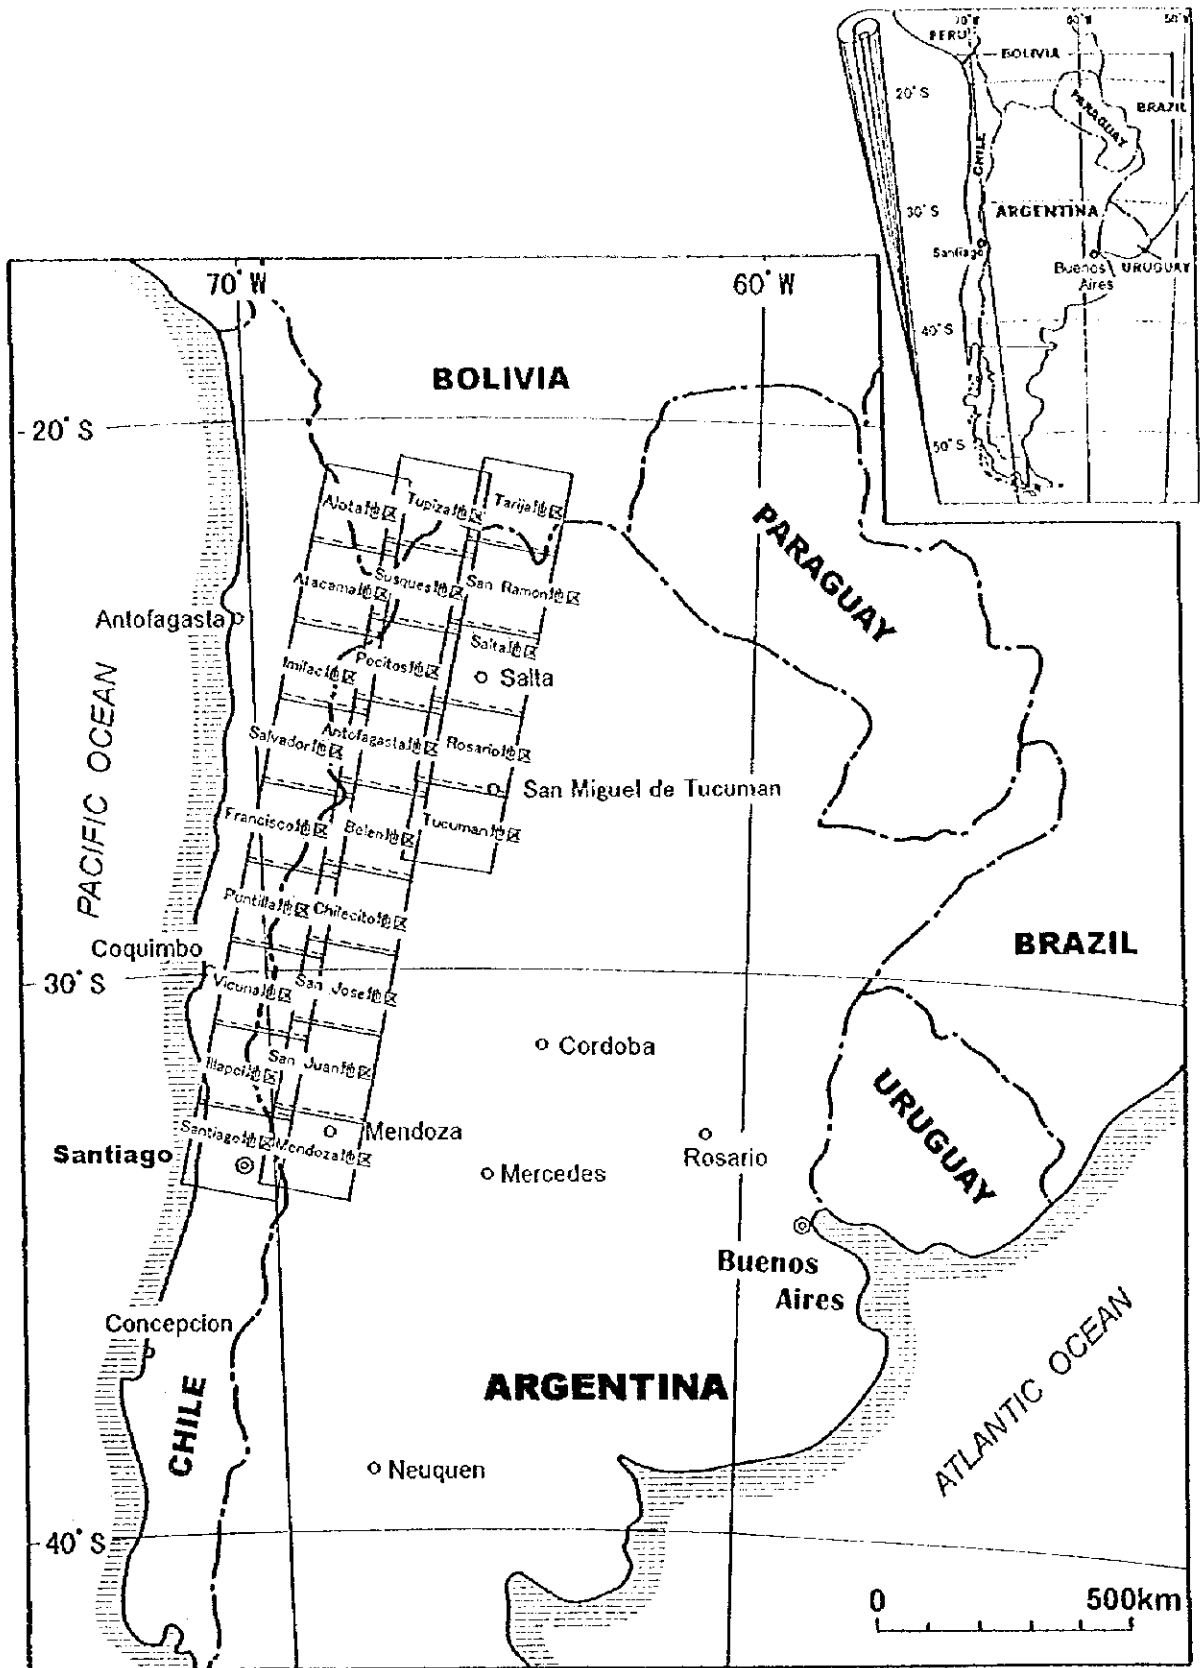 70°W
60°W
50°W
PERU
BOLIVIA
20°S
PARAGUAY
BRAZIL
CHILE
30°S
ARGENTINA
Santiago
Buenos
Aires
URUGUAY
40°S
50°S
70°W
60°W
BOLIVIA
20°S
Alota地区
Tupiza地区
Tarija地区
PARAGUAY
Atacama地区
Susques地区
San Ramon地区
Antofagasta
Salta地区
Imilac地区
Pocitos地区
Salta
PACIFIC OCEAN
Salvador地区
Antofagasta地区
Rosario地区
San Miguel de Tucuman
Francisco地区
Belen地区
Tucuman地区
Puntilla地区
Chilecito地区
Coquimbo
BRAZIL
30°S
Vicuna地区
San Jose地区
Cordoba
Illapel地区
San Juan地区
URUGUAY
Santiago地区
Mendoza地区
Mendoza
Santiago
Mercedes
Rosario
Buenos
Aires
Concepcion
ARGENTINA
CHILE
ATLANTIC OCEAN
Neuquen
40°S
0
500km